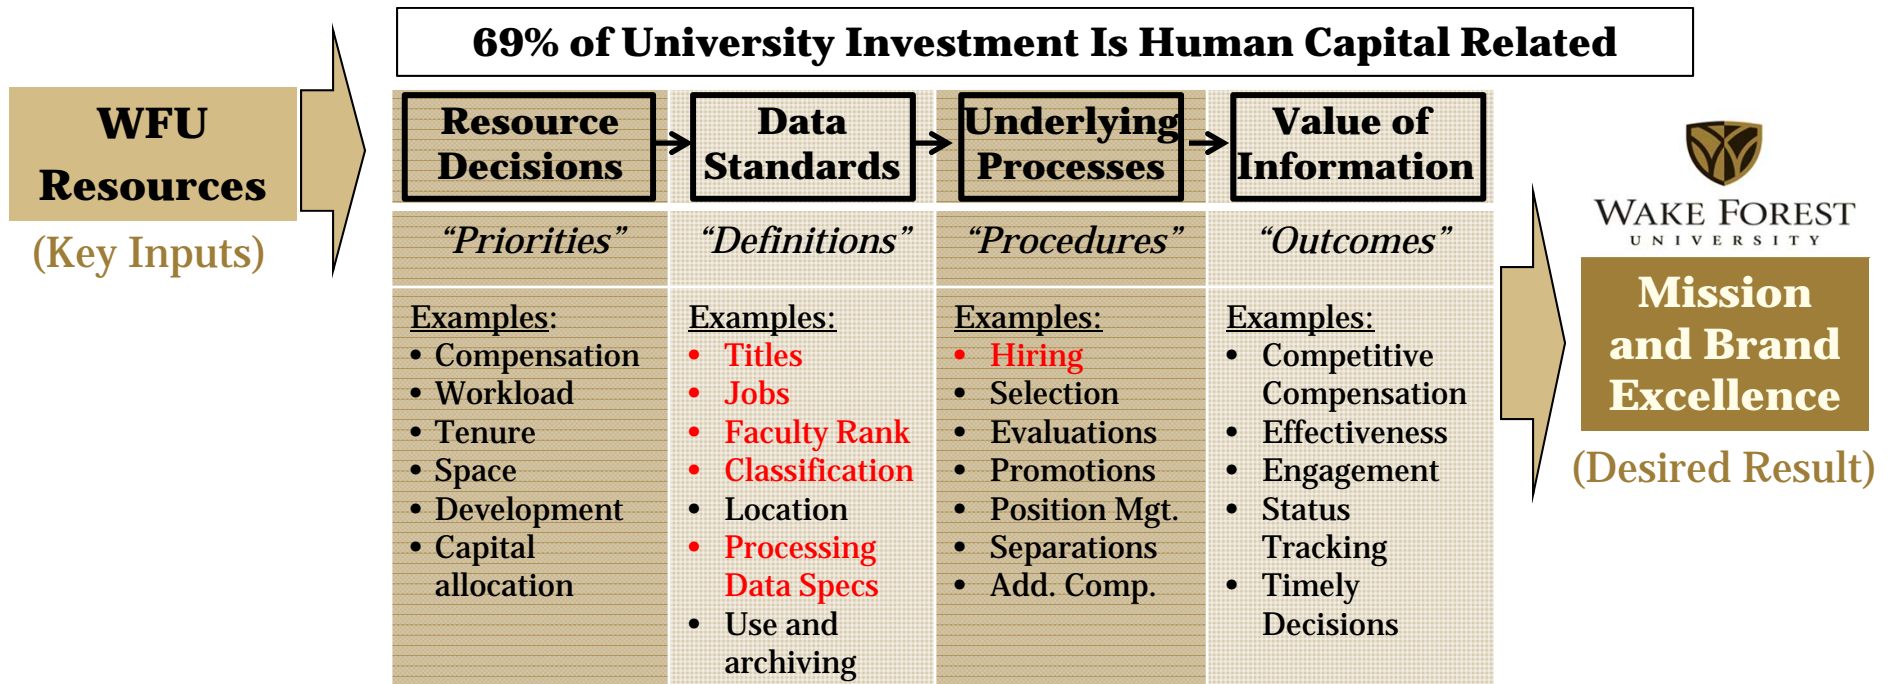 69% of University Investment Is Human Capital Related
WFU
Resources
(Key Inputs)
Resource
Decisions
“Priorities”
Examples:
• Compensation
• Workload
• Tenure
• Space
• Development
• Capital
allocation
Data
Standards
“Definitions”
Examples:
• Titles
• Jobs
• Faculty Rank
• Classification
• Location
• Processing
Data Specs
• Use and
archiving
Underlying
Processes
“Procedures”
Examples:
• Hiring
• Selection
• Evaluations
• Promotions
• Position Mgt.
• Separations
• Add. Comp.
Value of
Information
“Outcomes”
Examples:
• Competitive
Compensation
• Effectiveness
• Engagement
• Status
Tracking
• Timely
Decisions
WAKE FOREST
UNIVERSITY
Mission
and Brand
Excellence
(Desired Result)